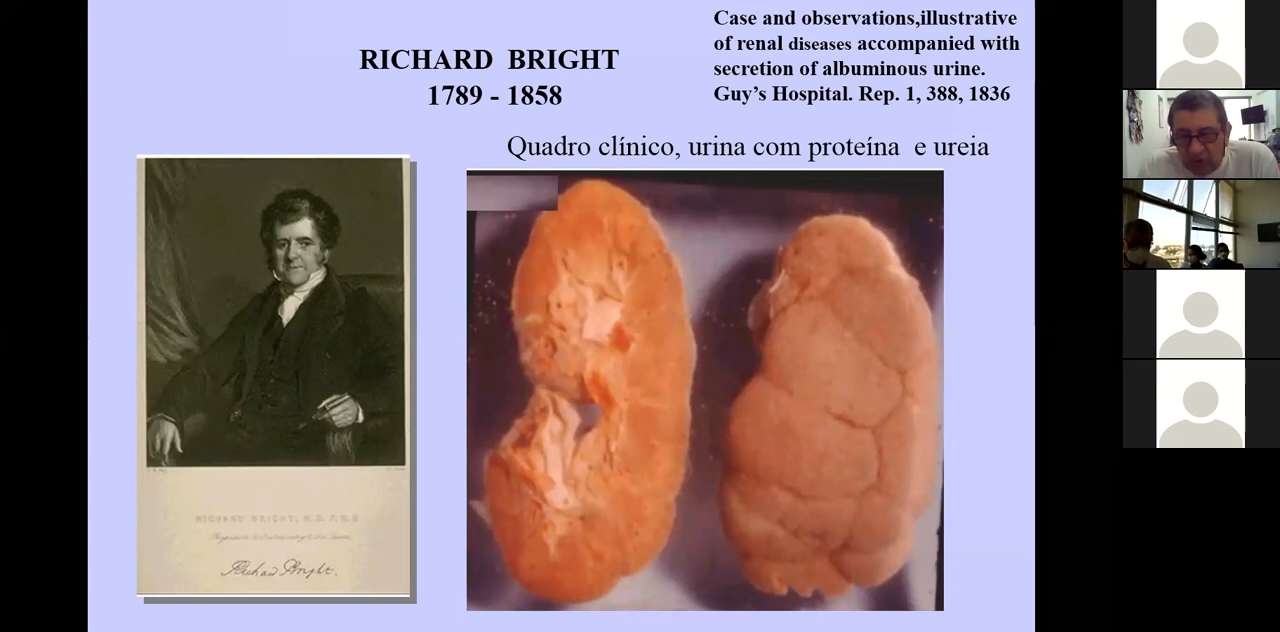 Case and observations,illustrative
of renal diseases accompanied with
secretion of albuminous urine.
Guy's Hospital. Rep. 1, 388, 1836
RICHARD BRIGHT
1789 - 1858
Quadro clínico, urina com proteína e ureia
RICHARD BRIGHT, M.D. F.R.S.
Richard Bright.